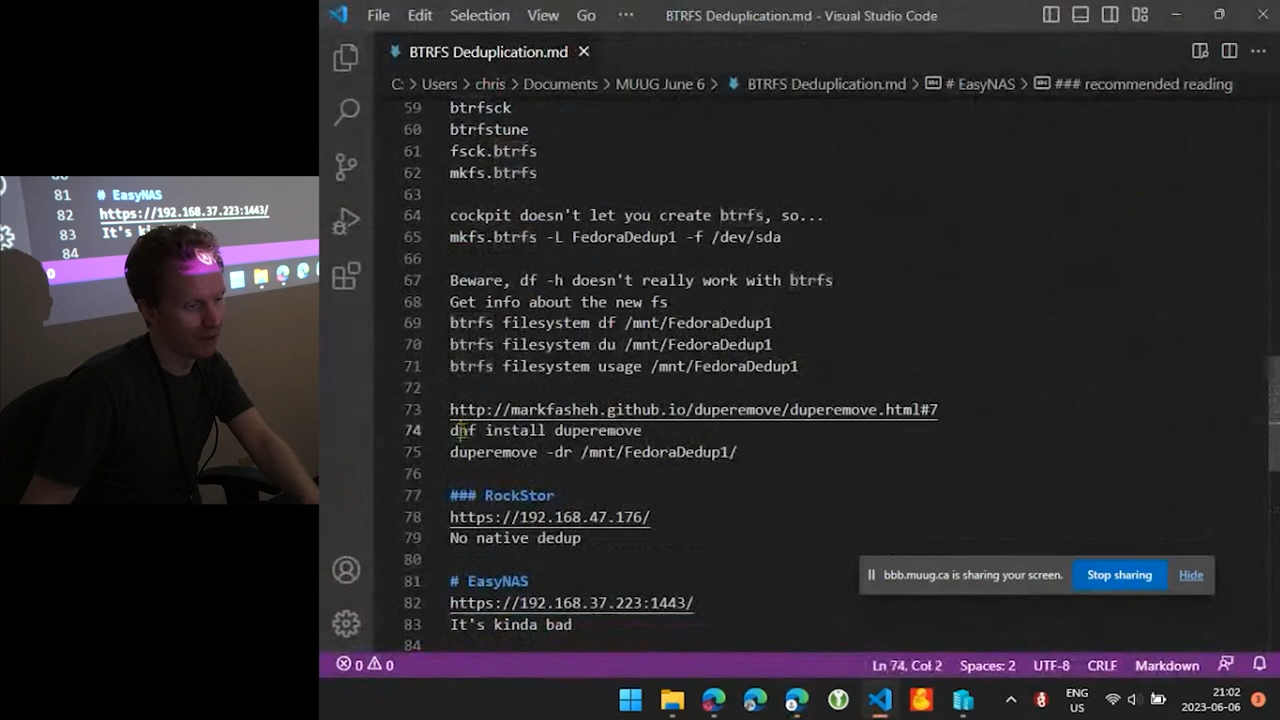 File Edit Selection View Go ··· BTRFS Deduplication.md - Visual Studio Code
BTRFS Deduplication.md
C: > Users > chris > Documents > MUUG June 6 > BTRFS Deduplication.md > # EasyNAS > ### recommended reading
59 btrfsck
60 btrfstune
61 fsck.btrfs
62 mkfs.btrfs
63
64 cockpit doesn't let you create btrfs, so...
65 mkfs.btrfs -L FedoraDedup1 -f /dev/sda
66
67 Beware, df -h doesn't really work with btrfs
68 Get info about the new fs
69 btrfs filesystem df /mnt/FedoraDedup1
70 btrfs filesystem du /mnt/FedoraDedup1
71 btrfs filesystem usage /mnt/FedoraDedup1
72
73 http://markfasheh.github.io/duperemove/duperemove.html#7
74 dnf install duperemove
75 duperemove -dr /mnt/FedoraDedup1/
76
77 ### RockStor
78 https://192.168.47.176/
79 No native dedup
80
81 # EasyNAS
82 https://192.168.37.223:1443/
83 It's kinda bad
84
bbb.muug.ca is sharing your screen. Stop sharing Hide
0 0 Ln 74, Col 2 Spaces: 2 UTF-8 CRLF Markdown
ENG
US
21:02
2023-06-06
3
81 # EasyNAS
82 https://192.168.37.223:1443/
83 It's
84